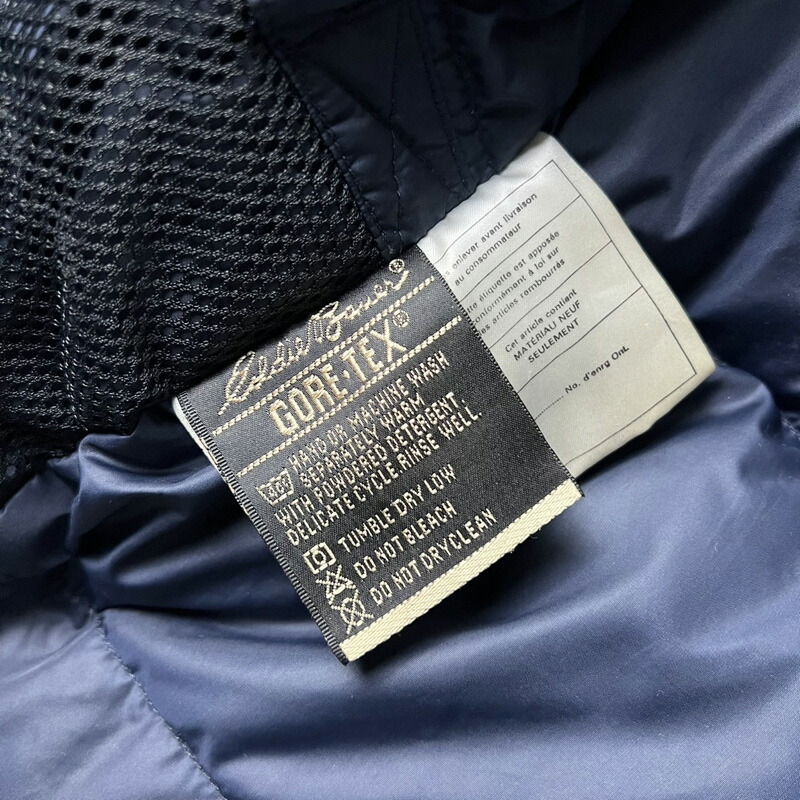 Eddie Bauer®
GORE-TEX®
HAND OR MACHINE WASH
SEPARATELY WARM
WITH POWDERED DETERGENT
DELICATE CYCLE.RINSE WELL.
TUMBLE DRY LOW
DO NOT BLEACH
DO NOT DRYCLEAN
enlever avant livraison
au consommateur
étiquette est apposée
conformément à loi sur
les articles rembourrés
Cet article contient
MATÉRIAU NEUF
SEULEMENT
No. d'enrg OnL